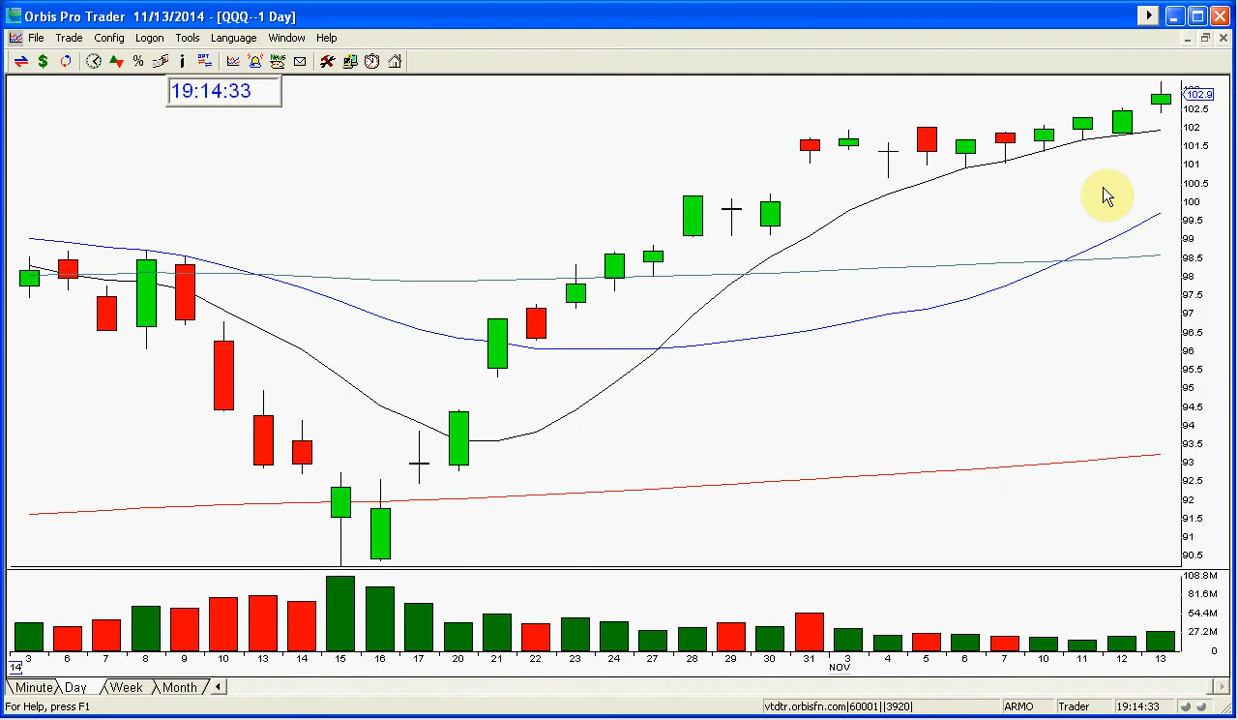 Orbis Pro Trader 11/13/2014 - [QQQ--1 Day]
File Trade Config Logon Tools Language Window Help
$ % i OPT News
19:14:33
102.9
102.5
102
101.5
101
100.5
100
99.5
99
98.5
98
97.5
97
96.5
96
95.5
95
94.5
94
93.5
93
92.5
92
91.5
91
90.5
108.8M
81.6M
54.4M
27.2M
0
3 6 7 8 9 10 13 14 15 16 17 20 21 22 23 24 27 28 29 30 31 3 4 5 6 7 10 11 12 13
14 NOV
Minute Day Week Month
For Help, press F1 vtdtr.orbisfn.com|60001||3920| ARMO Trader 19:14:33